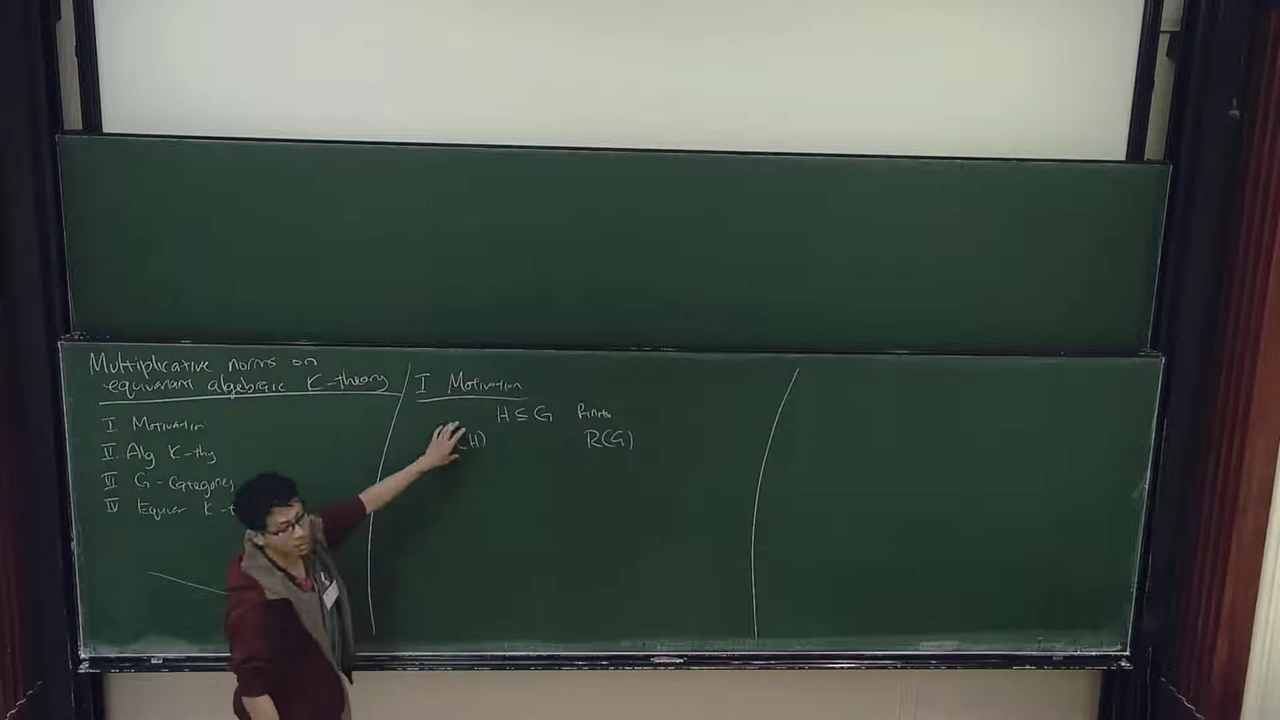 Multiplicative norms on
equivariant algebraic K-theory
I Motivation
II. Alg K-thy
III G-Categories
IV Equivar K-t
I Motivation
H ≤ G Finite
(H) R(G)